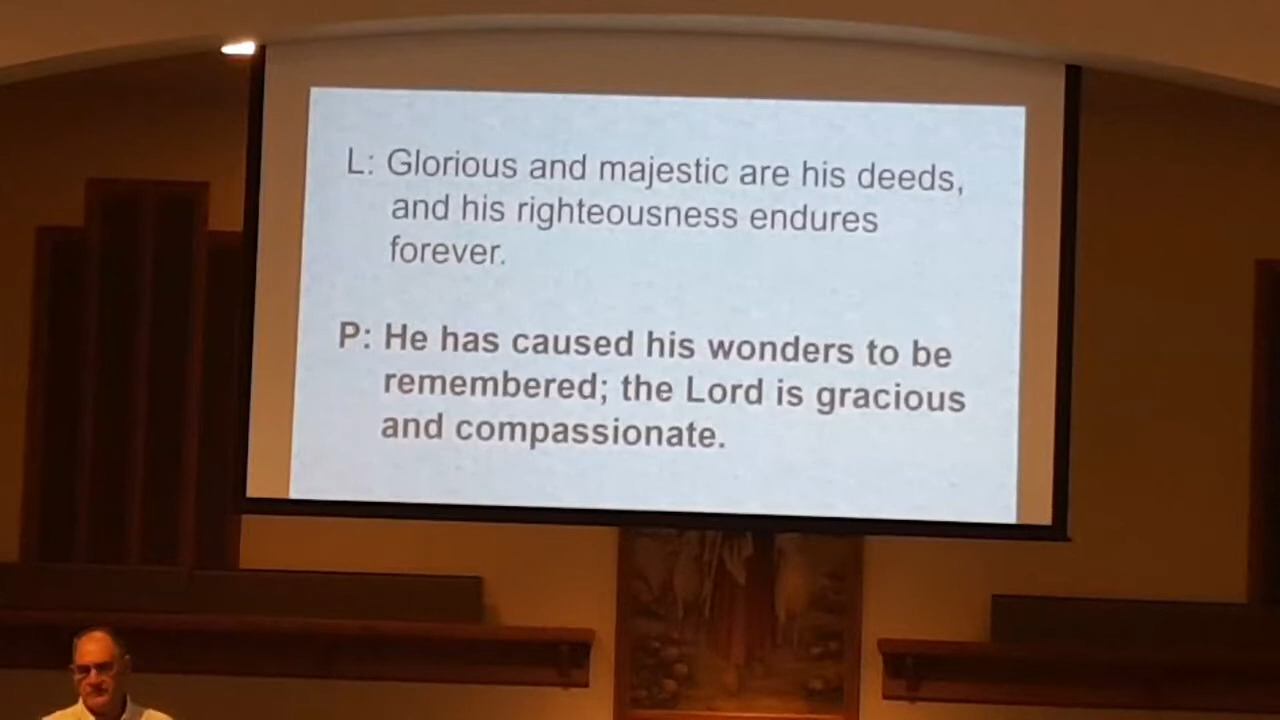 L: Glorious and majestic are his deeds,
and his righteousness endures
forever.
P: He has caused his wonders to be
remembered; the Lord is gracious
and compassionate.